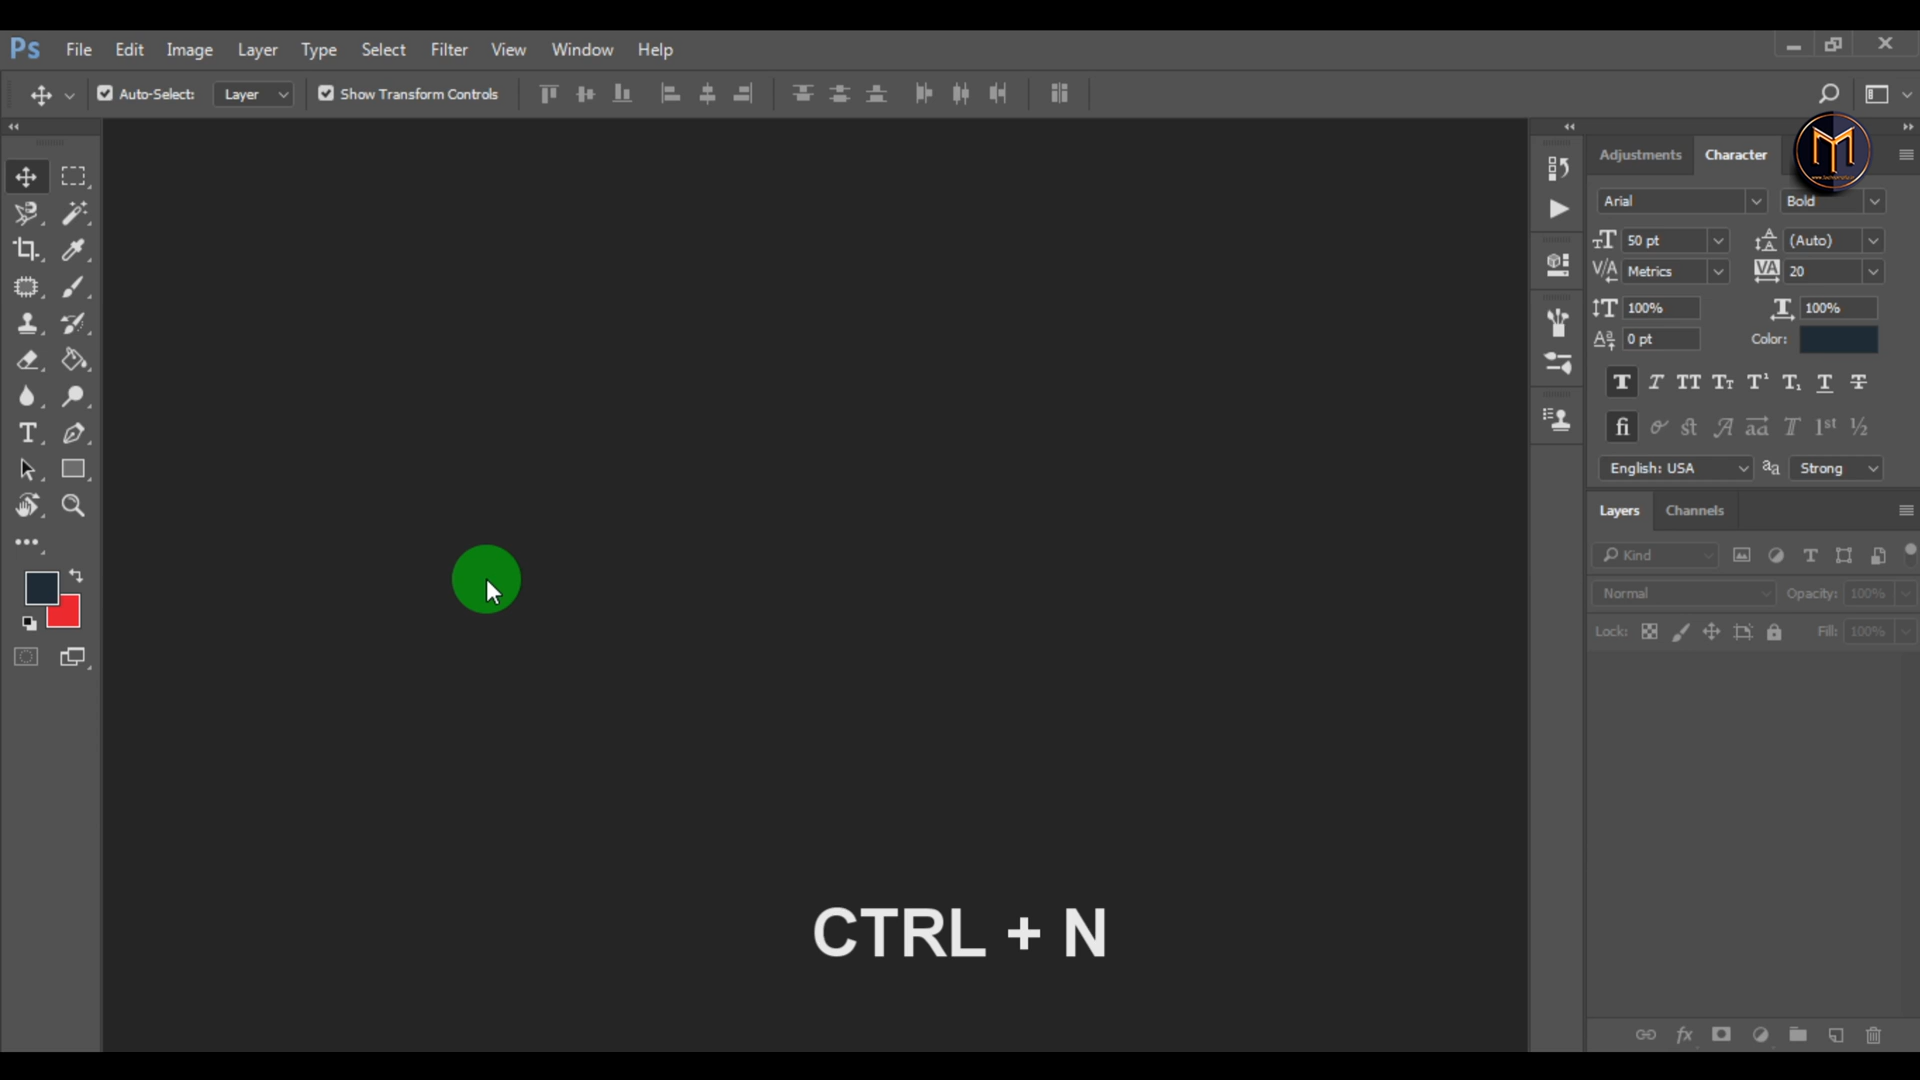 Ps File Edit Image Layer Type Select Filter View Window Help
Auto-Select: Layer Show Transform Controls
Adjustments Character
Arial Bold
50 pt (Auto)
Metrics 20
100% 100%
0 pt Color:
English: USA Strong
Layers Channels
Kind
Normal Opacity: 100%
Lock: Fill: 100%
CTRL + N